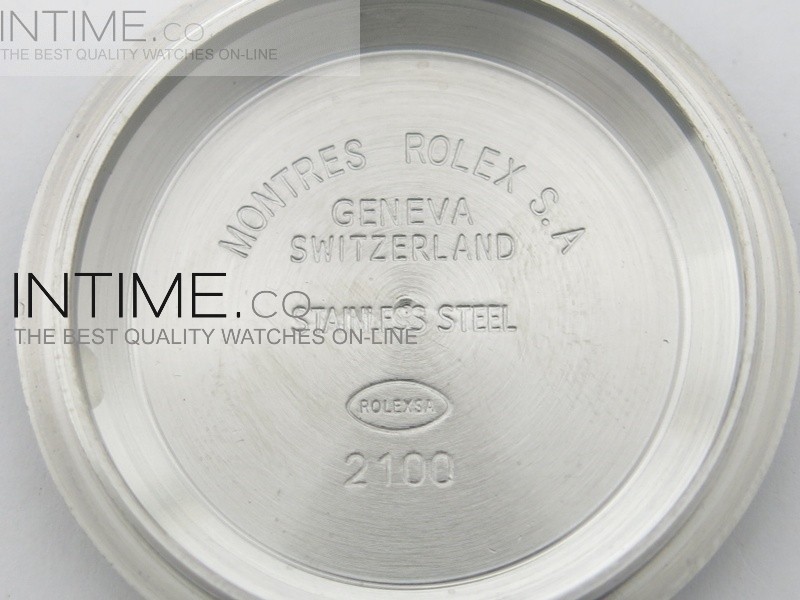 INTIME.co
THE BEST QUALITY WATCHES ON-LINE
MONTRES ROLEX S.A
GENEVA
SWITZERLAND
INTIME.co
STAINLESS STEEL
THE BEST QUALITY WATCHES ON-LINE
ROLEXSA
2100